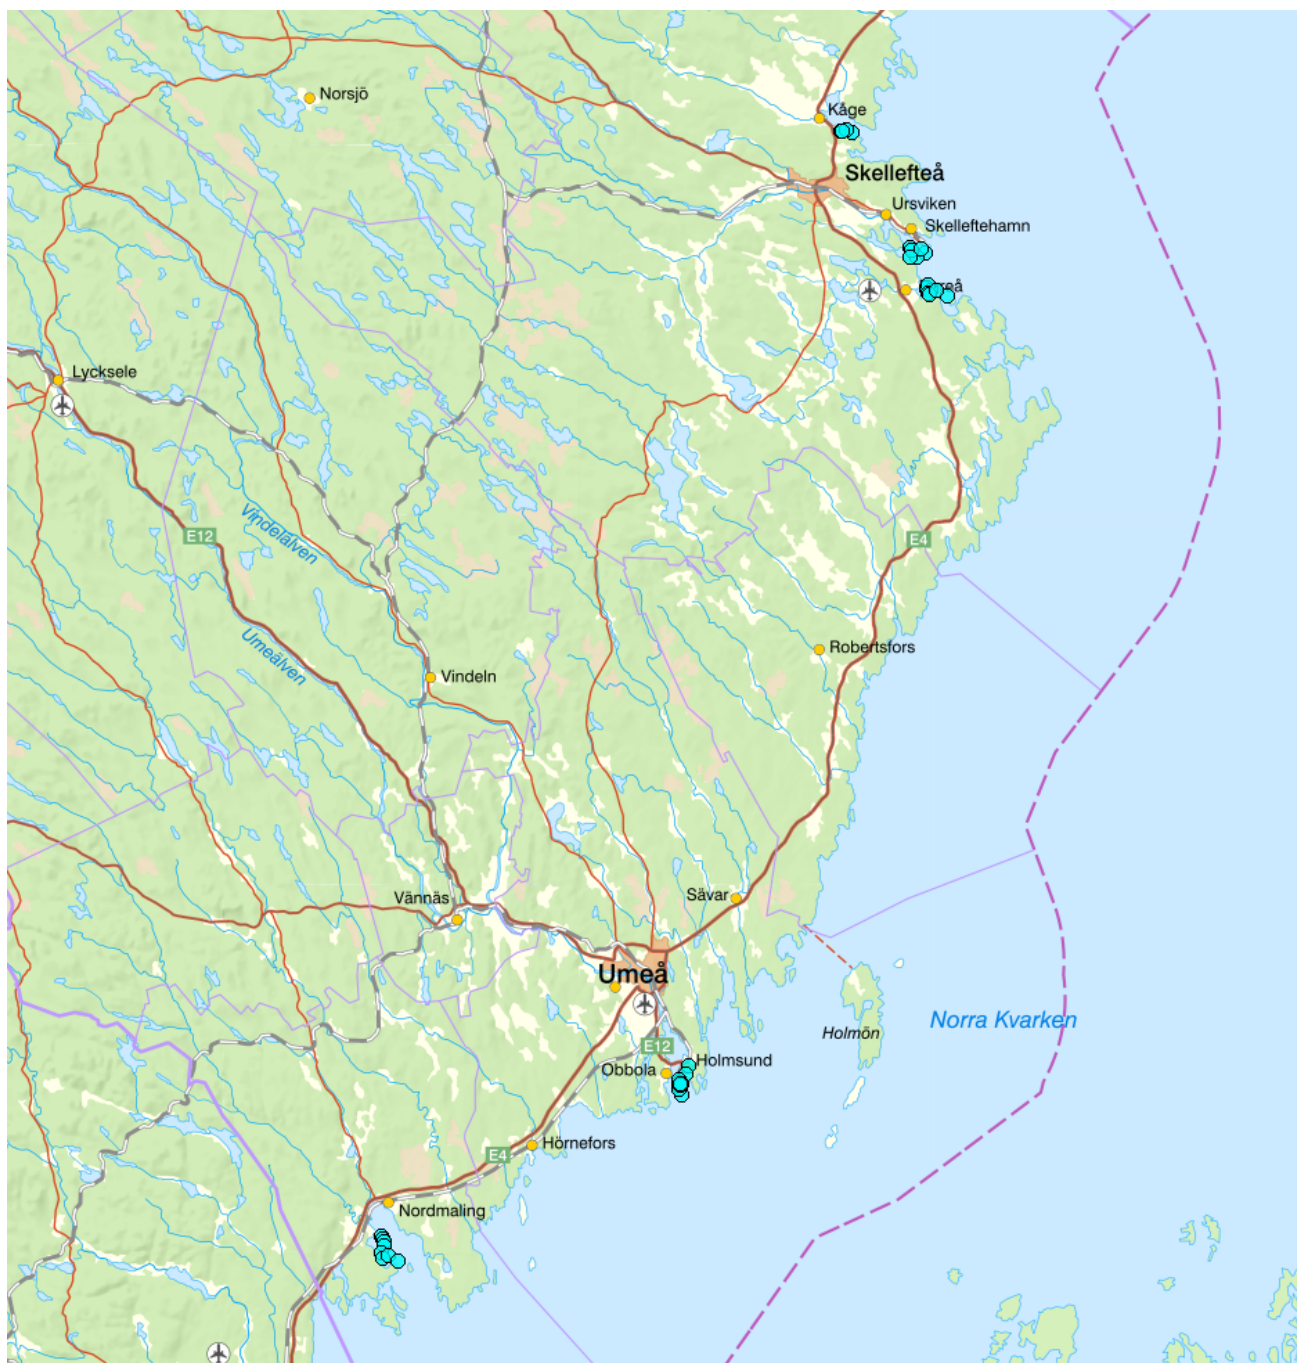 Norsjö
Kåge
Skellefteå
Ursviken
Skelleftehamn
Lycksele
E12
Vindelälven
E4
Umeälven
Robertsfors
Vindeln
Vännäs
Sävar
Umeå
Norra Kvarken
Holmön
E12
Holmsund
Obbola
Hörnefors
E4
Nordmaling